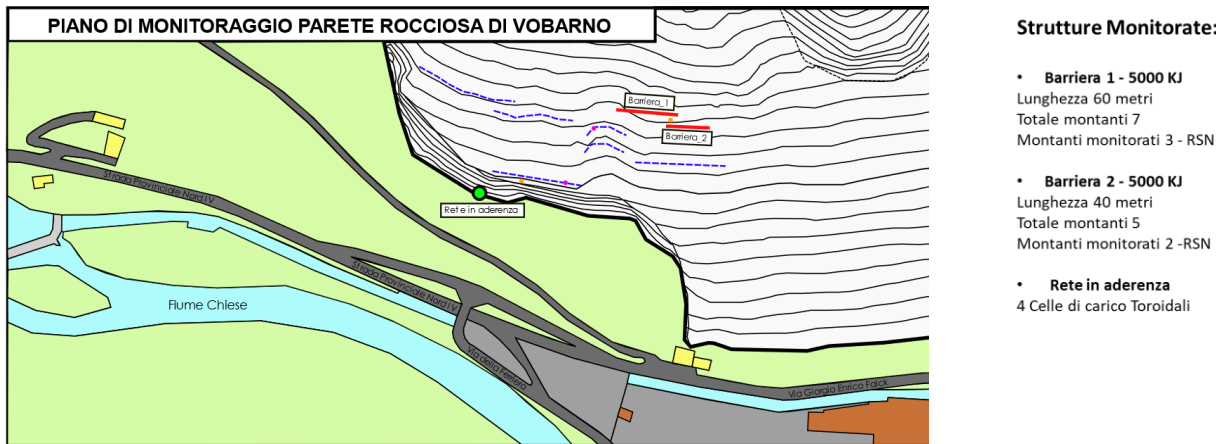 PIANO DI MONITORAGGIO PARETE ROCCIOSA DI VOBARNO
Barriera_1
Barriera_2
Rete in aderenza
Strada Provinciale Nord IV
Strada Provinciale Nord IV
Fiume Chiese
Via della Ferriera
Via Giorgio Enrico Falck
Strutture Monitorate:
• Barriera 1 - 5000 KJ
Lunghezza 60 metri
Totale montanti 7
Montanti monitorati 3 - RSN
• Barriera 2 - 5000 KJ
Lunghezza 40 metri
Totale montanti 5
Montanti monitorati 2 -RSN
• Rete in aderenza
4 Celle di carico Toroidali